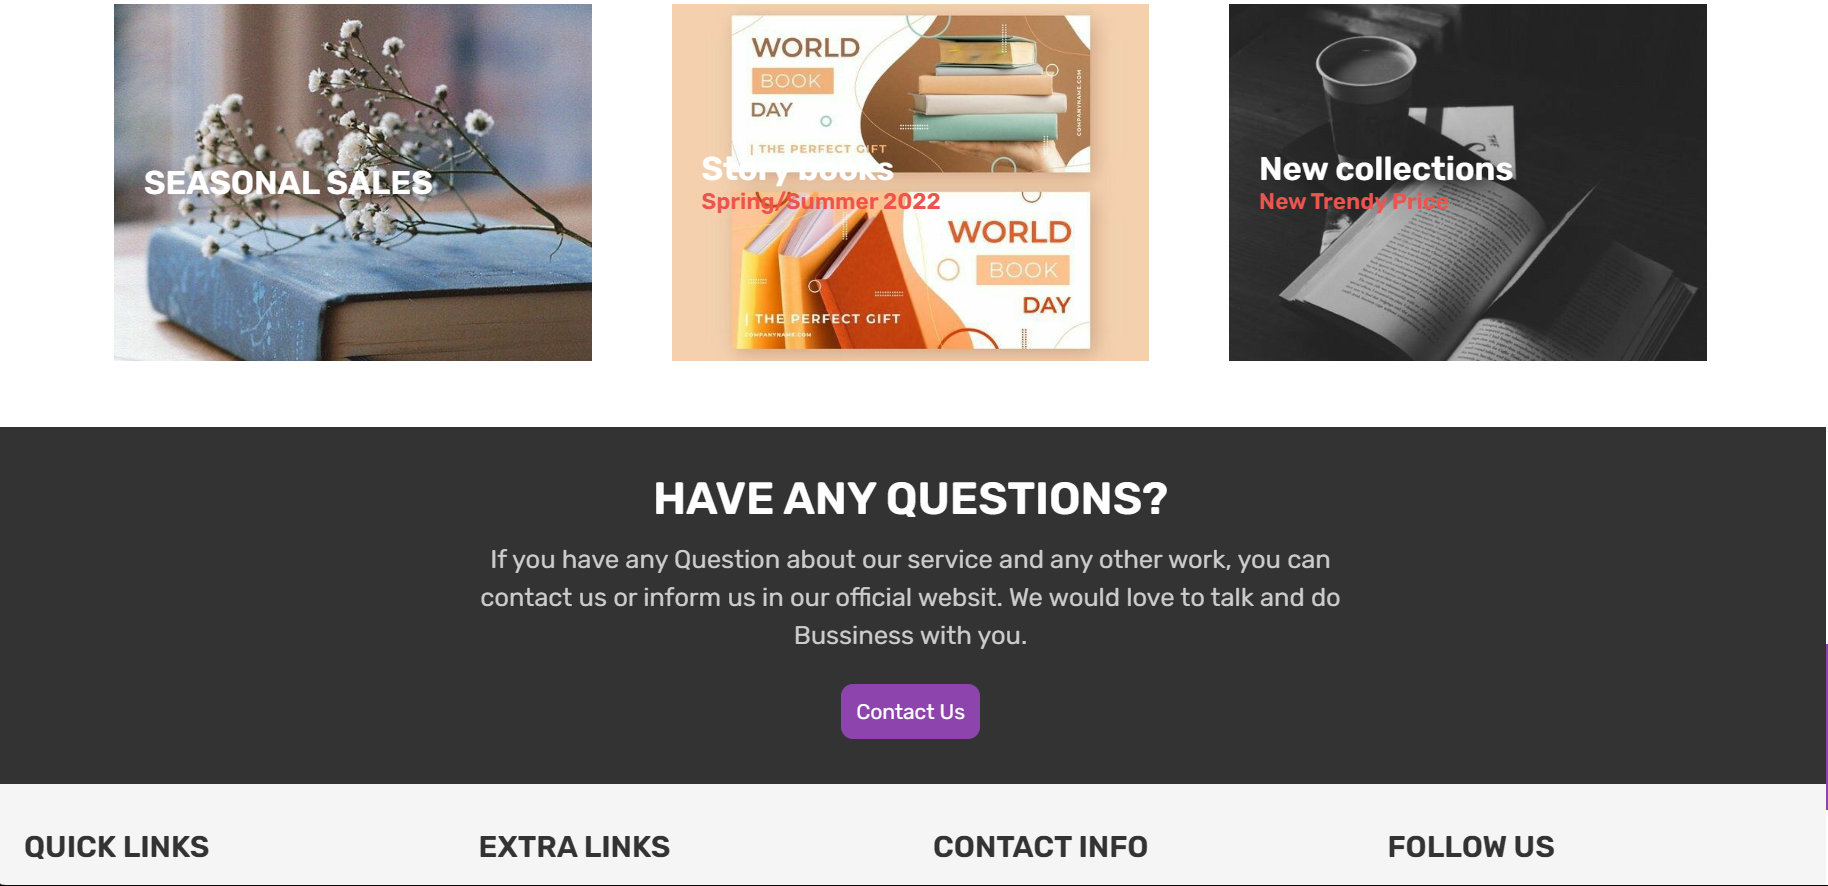 SEASONAL SALES
WORLD
BOOK
DAY
| THE PERFECT GIFT
COMPANYNAME.COM
Story books
Spring/Summer 2022
WORLD
BOOK
DAY
| THE PERFECT GIFT
COMPANYNAME.COM
THE
New collections
New Trendy Price
HAVE ANY QUESTIONS?
If you have any Question about our service and any other work, you can
contact us or inform us in our official websit. We would love to talk and do
Bussiness with you.
Contact Us
QUICK LINKS
EXTRA LINKS
CONTACT INFO
FOLLOW US